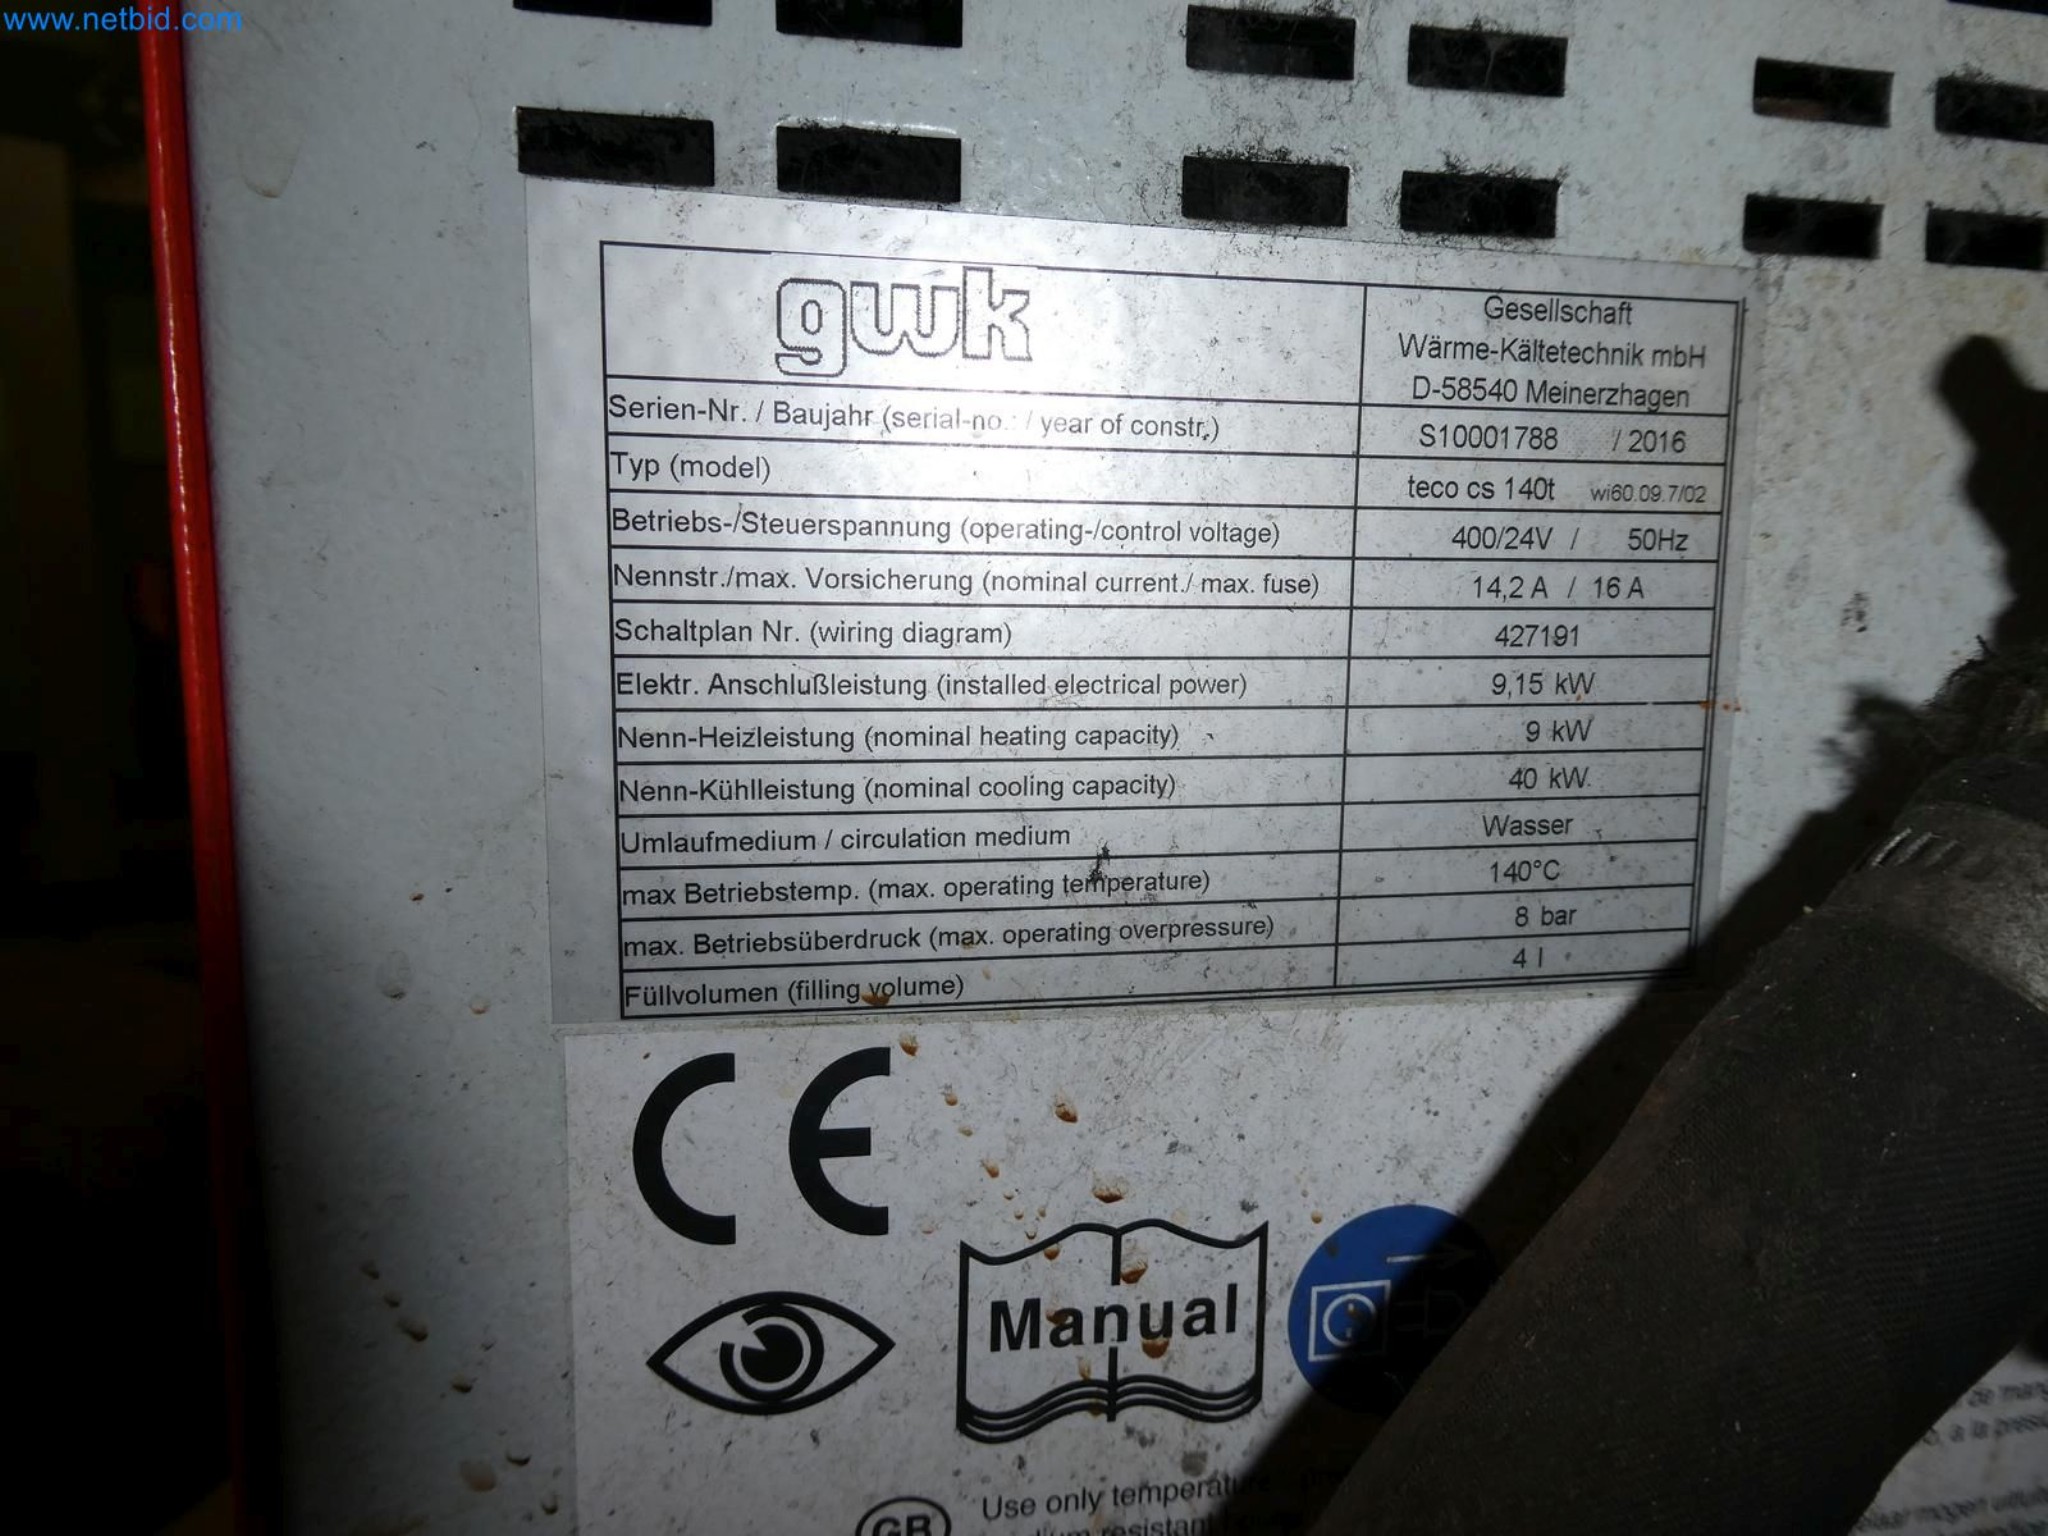 www.netbid.com
gwk
Gesellschaft
Wärme-Kältetechnik mbH
D-58540 Meinerzhagen
Serien-Nr. / Baujahr (serial-no.: / year of constr.) S10001788 / 2016
Typ (model) teco cs 140t wi60.09.7/02
Betriebs-/Steuerspannung (operating-/control voltage) 400/24V / 50Hz
Nennstr./max. Vorsicherung (nominal current./ max. fuse) 14,2 A / 16 A
Schaltplan Nr. (wiring diagram) 427191
Elektr. Anschlußleistung (installed electrical power) 9,15 kW
Nenn-Heizleistung (nominal heating capacity) 9 kW
Nenn-Kühlleistung (nominal cooling capacity) 40 kW
Umlaufmedium / circulation medium Wasser
max Betriebstemp. (max. operating temperature) 140°C
max. Betriebsüberdruck (max. operating overpressure) 8 bar
Füllvolumen (filling volume) 4 l
CE
Manual
GB
Use only
resistant
a la